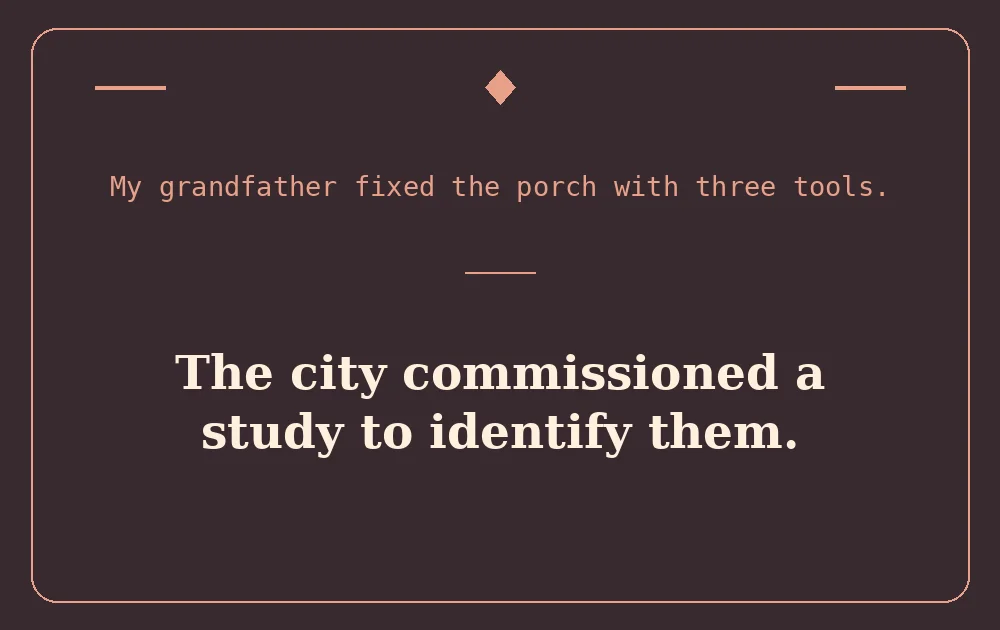 My grandfather fixed the porch with three tools.
The city commissioned a
study to identify them.